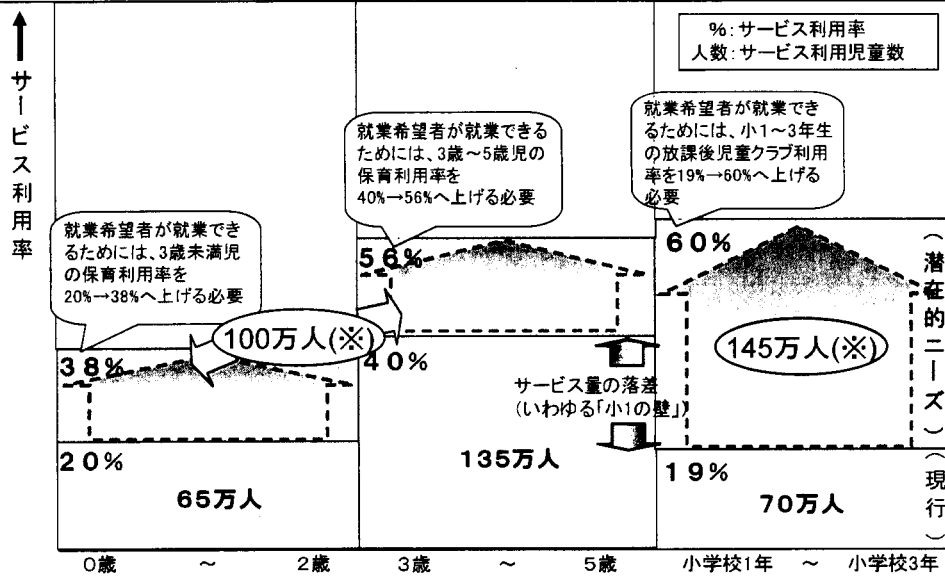 %:サービス利用率
人数:サービス利用児童数
サービス利用率
就業希望者が就業でき
るためには、3歳未満児
の保育利用率を
20%→38%へ上げる必要
就業希望者が就業できる
ためには、3歳~5歳児の
保育利用率を
40%→56%へ上げる必要
就業希望者が就業でき
るためには、小1~3年生
の放課後児童クラブ利用
率を19%→60%へ上げる
必要
38%
56%
60%
100万人(※)
145万人(※)
40%
サービス量の落差
(いわゆる「小1の壁」)
20%
65万人
135万人
19%
70万人
(潜在的ニーズ)
(現行)
0歳 ~ 2歳
3歳 ~ 5歳
小学校1年 ~ 小学校3年